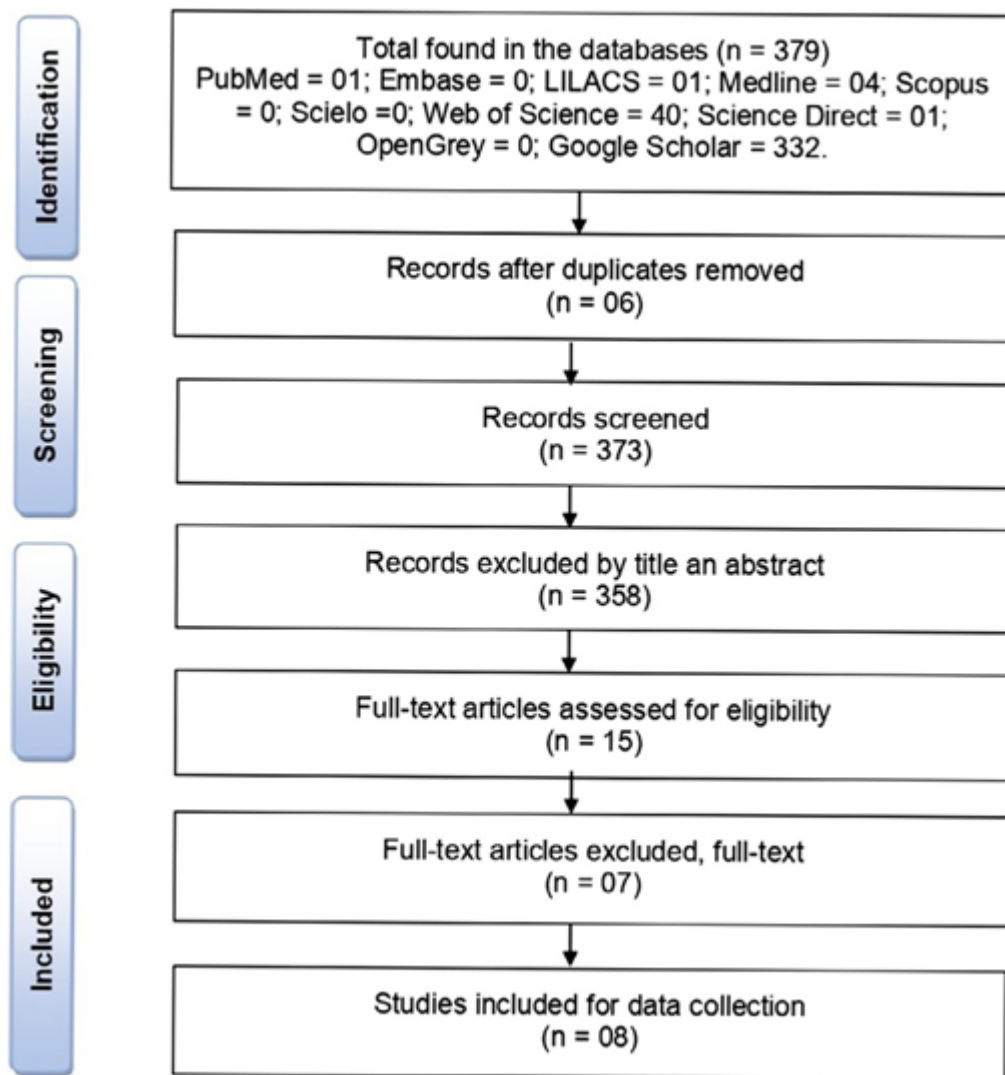 Identification
Total found in the databases (n = 379)
PubMed = 01; Embase = 0; LILACS = 01; Medline = 04; Scopus
= 0; Scielo =0; Web of Science = 40; Science Direct = 01;
OpenGrey = 0; Google Scholar = 332.
Records after duplicates removed
(n = 06)
Screening
Records screened
(n = 373)
Records excluded by title an abstract
(n = 358)
Eligibility
Full-text articles assessed for eligibility
(n = 15)
Full-text articles excluded, full-text
(n = 07)
Included
Studies included for data collection
(n = 08)